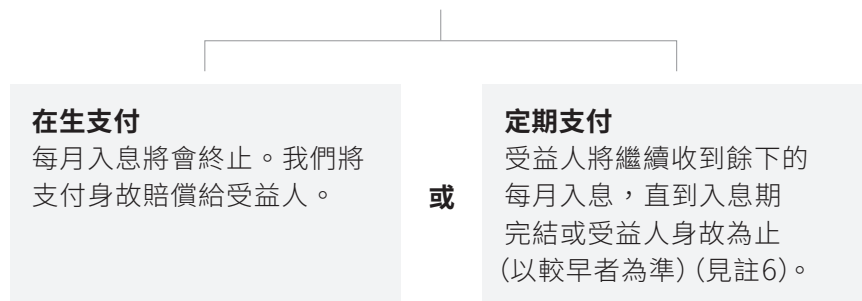 在生支付
每月入息將會終止。我們將
支付身故賠償給受益人。
或
定期支付
受益人將繼續收到餘下的
每月入息，直到入息期
完結或受益人身故為止
(以較早者為準) (見註6)。